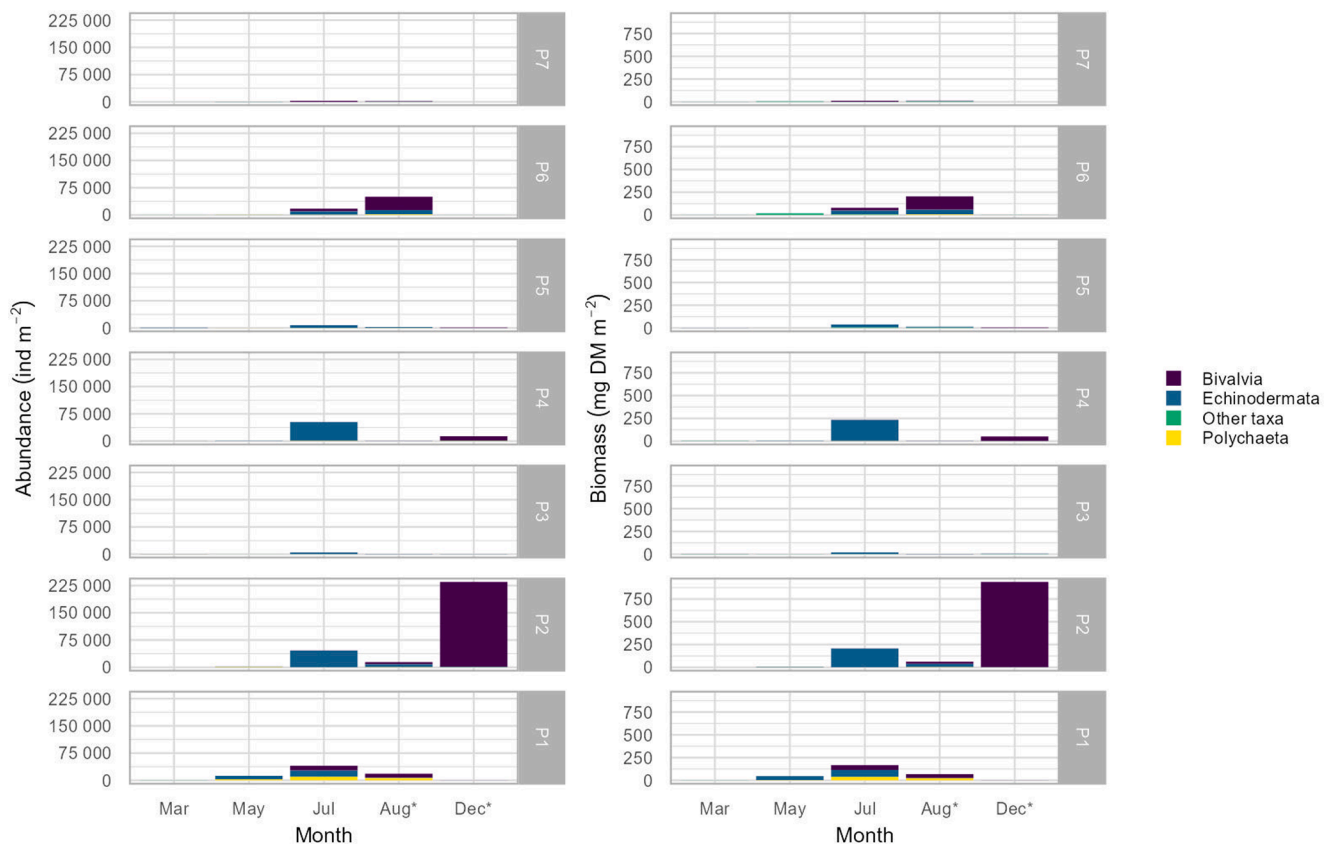 225 000
150 000
75 000
0
P7
750
500
250
0
P7
225 000
150 000
75 000
0
P6
750
500
250
0
P6
225 000
150 000
75 000
0
P5
750
500
250
0
P5
Abundance (ind m⁻²)
Biomass (mg DM m⁻²)
225 000
150 000
75 000
0
P4
750
500
250
0
P4
Bivalvia
Echinodermata
Other taxa
Polychaeta
225 000
150 000
75 000
0
P3
750
500
250
0
P3
225 000
150 000
75 000
0
P2
750
500
250
0
P2
225 000
150 000
75 000
0
P1
750
500
250
0
P1
Mar May Jul Aug* Dec*
Mar May Jul Aug* Dec*
Month
Month